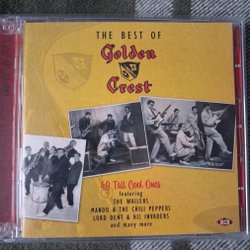 THE BEST OF
Golden
Crest
48 Tall Cool Ones
featuring
THE WAILERS
MANDO & THE CHILI PEPPERS
LORD DENT & HIS INVADERS
and many more